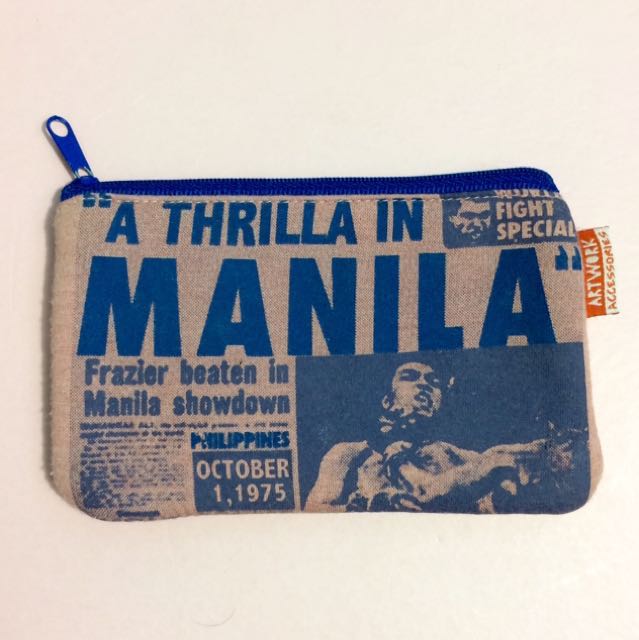 "A THRILLA IN
MANILA"
FIGHT
SPECIAL
Frazier beaten in
Manila showdown
PHILIPPINES
OCTOBER
1, 1975
ARTWORK
ACCESSORIES